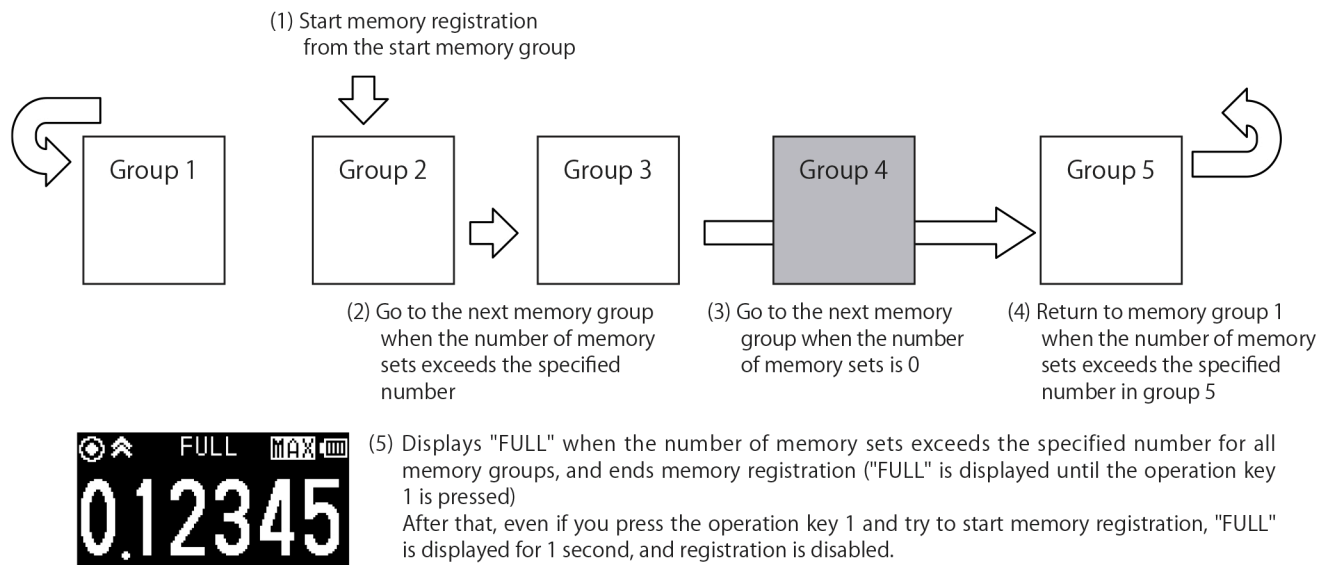 (1) Start memory registration
from the start memory group
Group 1
Group 2
Group 3
Group 4
Group 5
(2) Go to the next memory group
when the number of memory
sets exceeds the specified
number
(3) Go to the next memory
group when the number
of memory sets is 0
(4) Return to memory group 1
when the number of memory
sets exceeds the specified
number in group 5
FULL MAX
0.12345
(5) Displays "FULL" when the number of memory sets exceeds the specified number for all
memory groups, and ends memory registration ("FULL" is displayed until the operation key
1 is pressed)
After that, even if you press the operation key 1 and try to start memory registration, "FULL"
is displayed for 1 second, and registration is disabled.